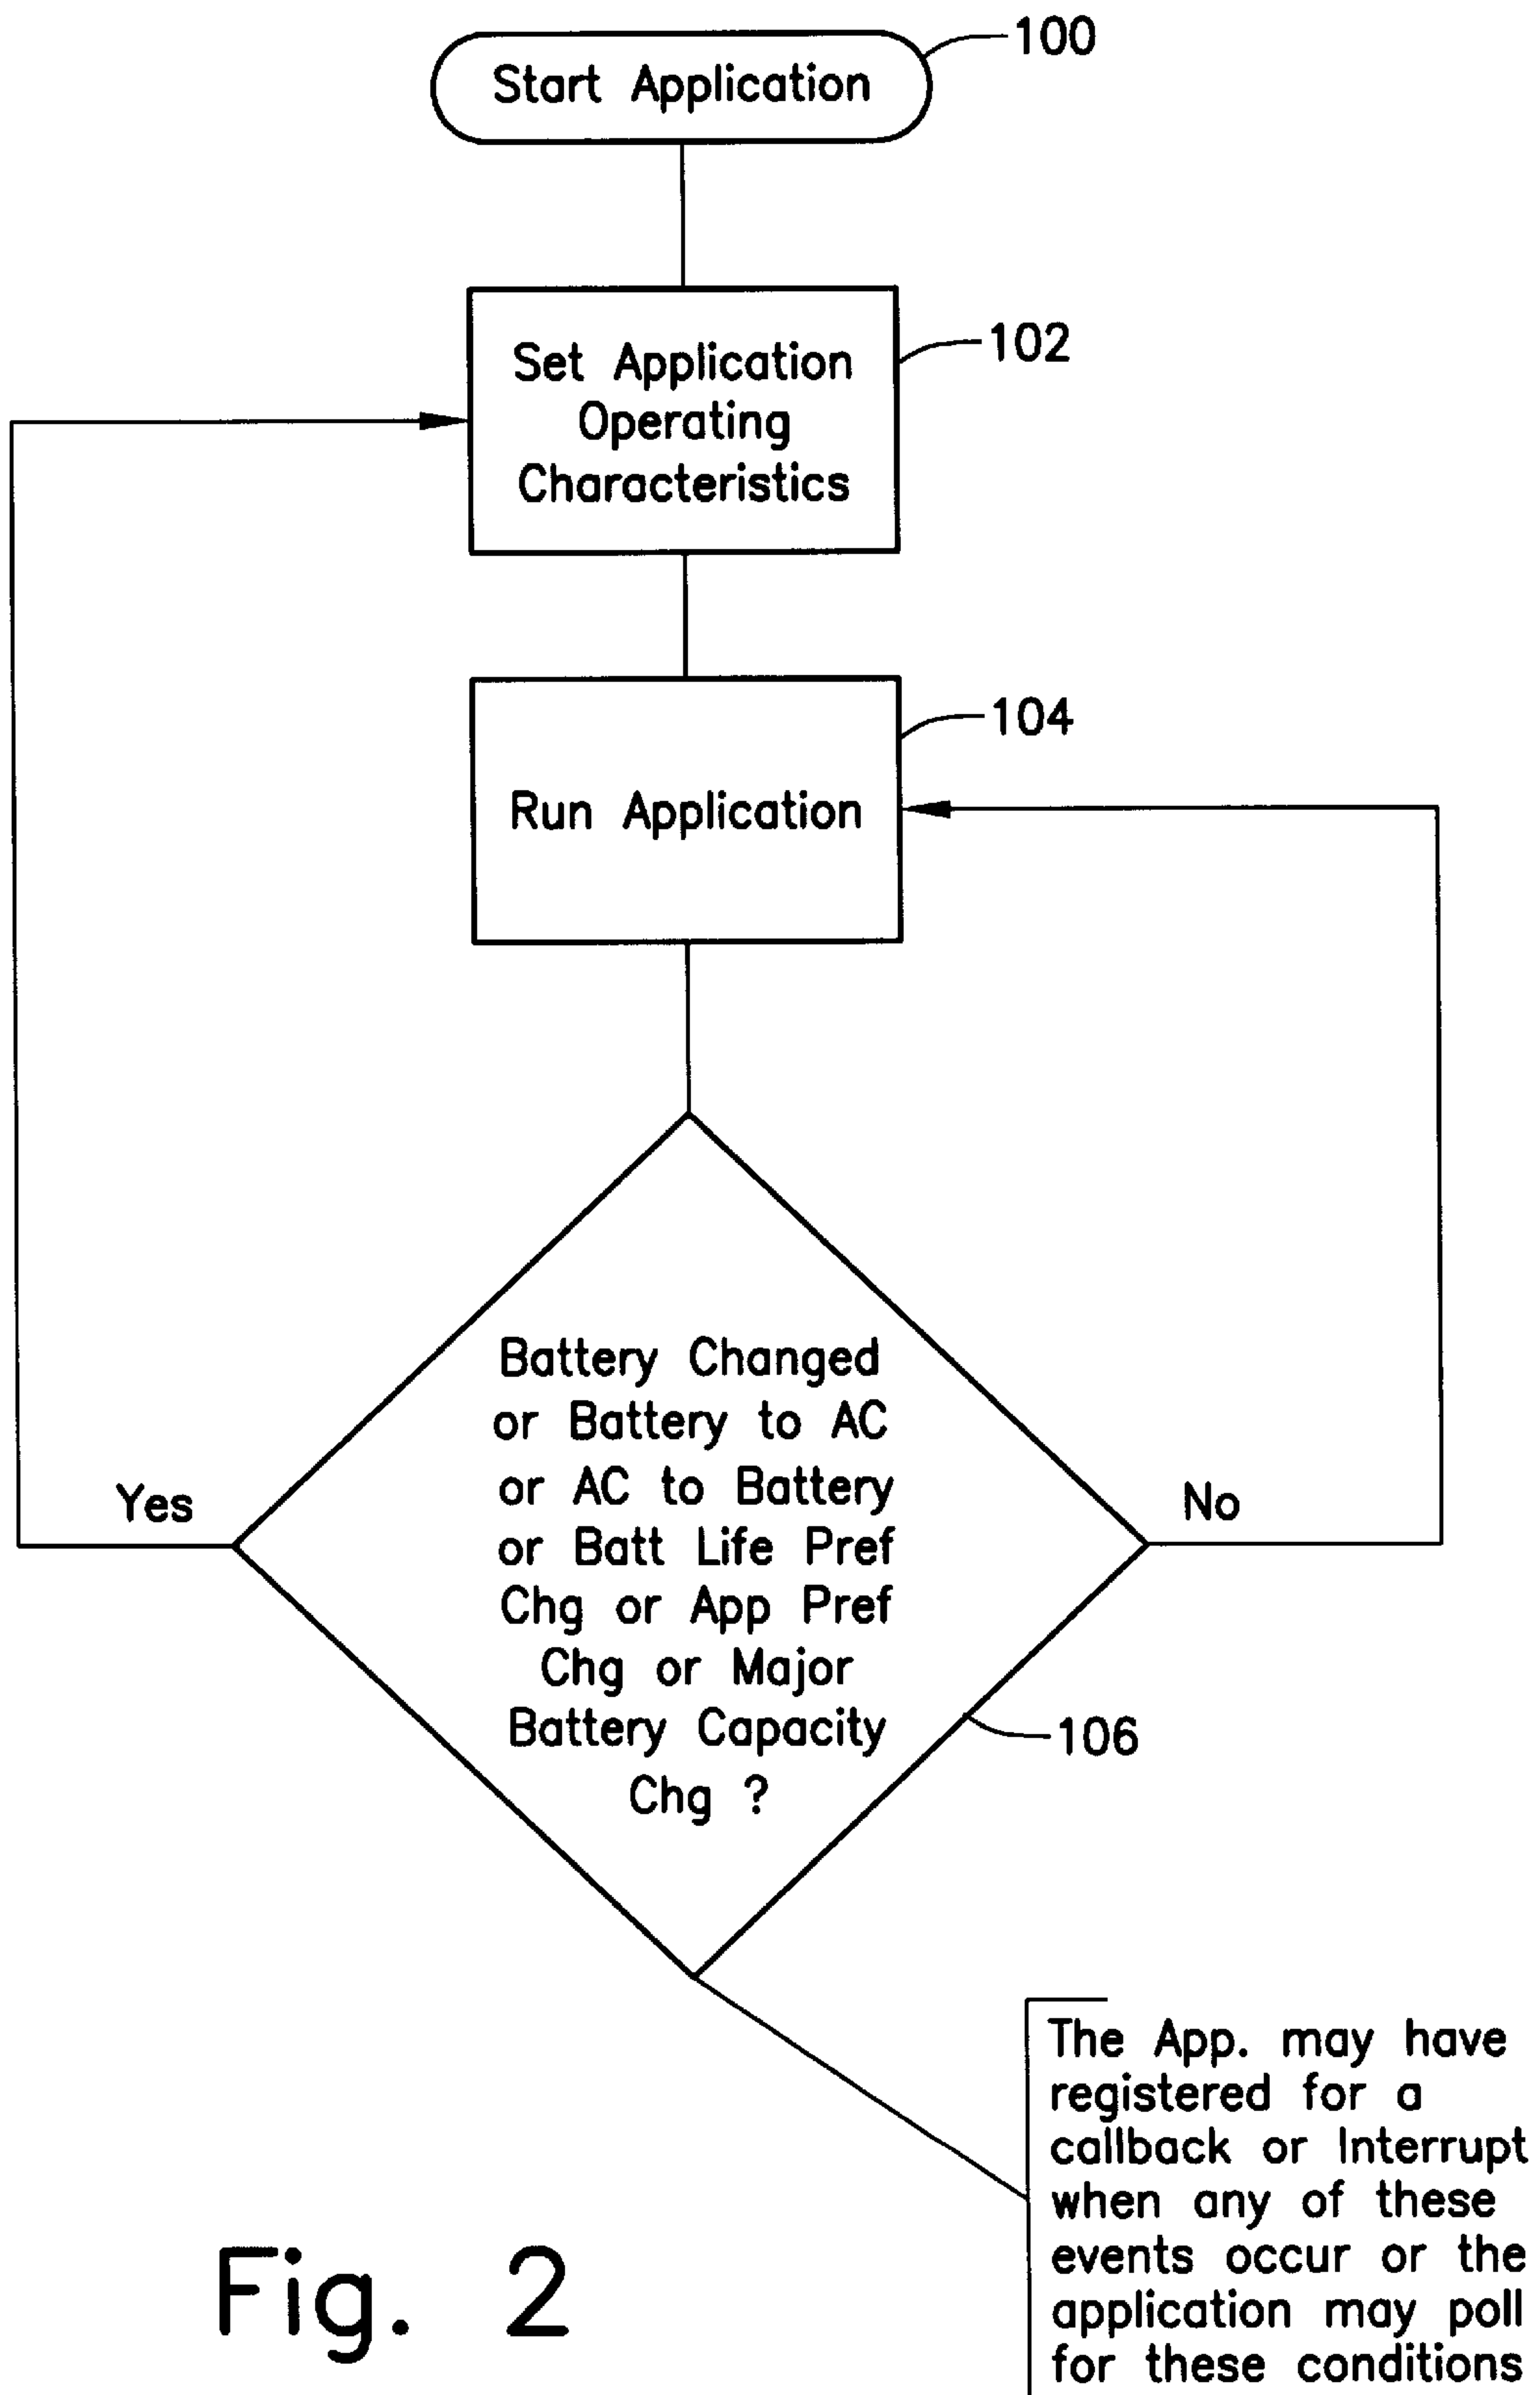 100
Start Application
102
Set Application
Operating
Characteristics
104
Run Application
Battery Changed
or Battery to AC
or AC to Battery
or Batt Life Pref
Chg or App Pref
Chg or Major
Battery Capacity
Chg ?
Yes
No
106
The App. may have
registered for a
callback or Interrupt
when any of these
events occur or the
application may poll
for these conditions
Fig. 2